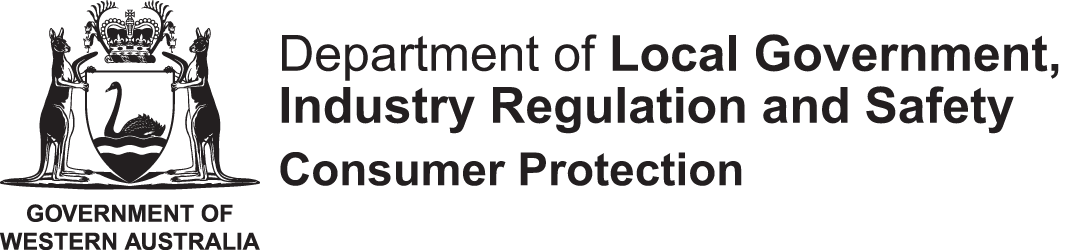 Department of Local Government,
Industry Regulation and Safety
Consumer Protection
GOVERNMENT OF
WESTERN AUSTRALIA